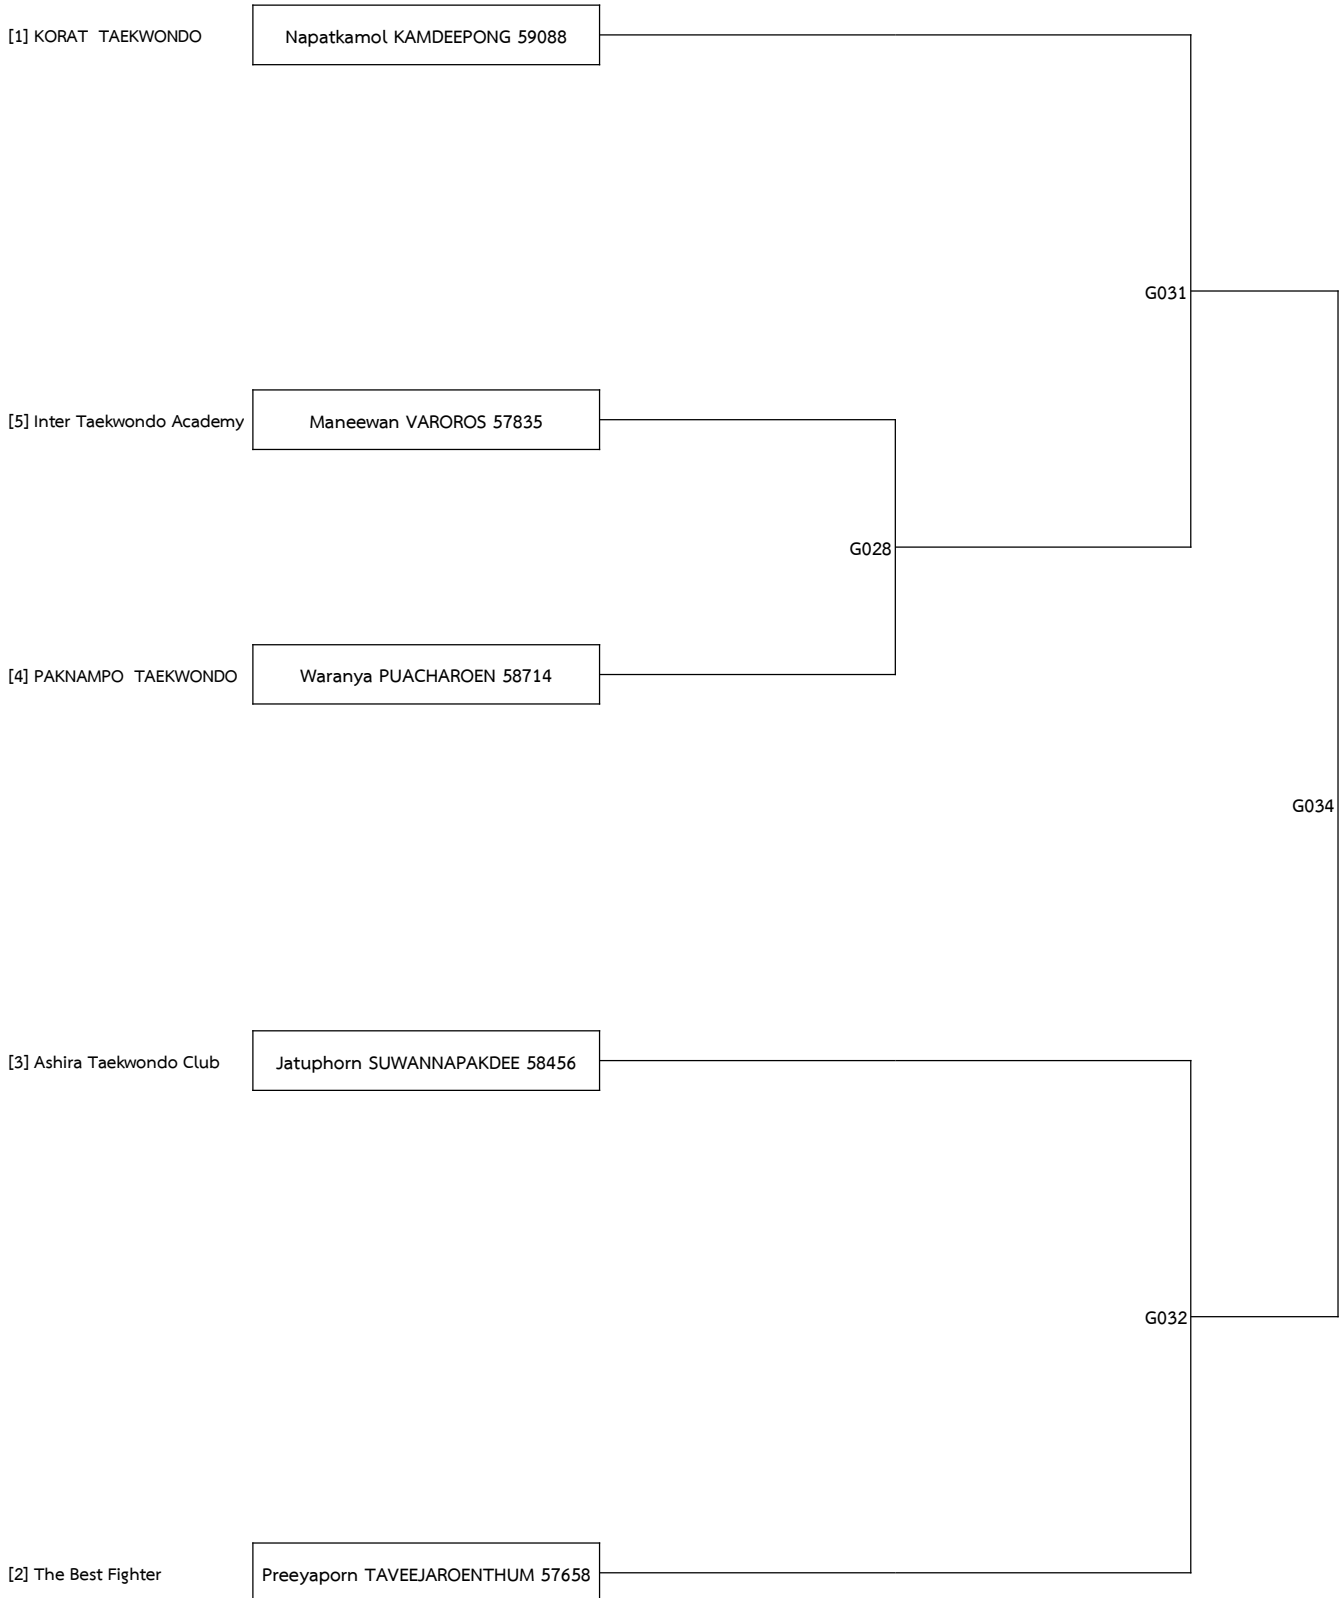 [1] KORAT TAEKWONDO
Napatkamol KAMDEEPONG 59088
G031
[5] Inter Taekwondo Academy
Maneewan VAROROS 57835
G028
[4] PAKNAMPO TAEKWONDO
Waranya PUACHAROEN 58714
G034
[3] Ashira Taekwondo Club
Jatuphorn SUWANNAPAKDEE 58456
G032
[2] The Best Fighter
Preeyaporn TAVEEJAROENTHUM 57658